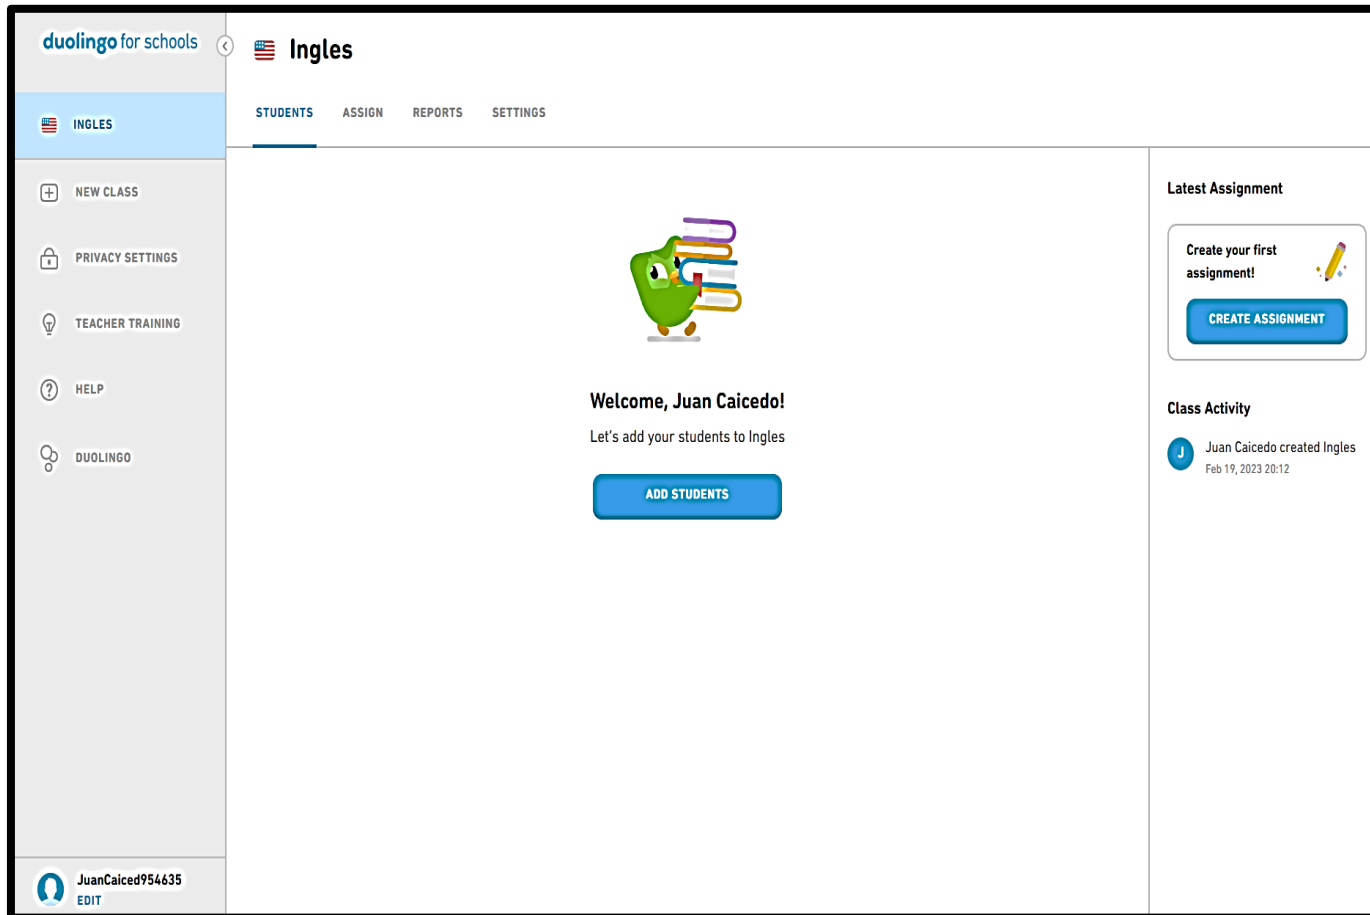 duolingo for schools
INGLES
NEW CLASS
PRIVACY SETTINGS
TEACHER TRAINING
HELP
DUOLINGO
JuanCaiced954635
EDIT
Ingles
STUDENTS ASSIGN REPORTS SETTINGS
Welcome, Juan Caicedo!
Let's add your students to Ingles
ADD STUDENTS
Latest Assignment
Create your first
assignment!
CREATE ASSIGNMENT
Class Activity
J
Juan Caicedo created Ingles
Feb 19, 2023 20:12